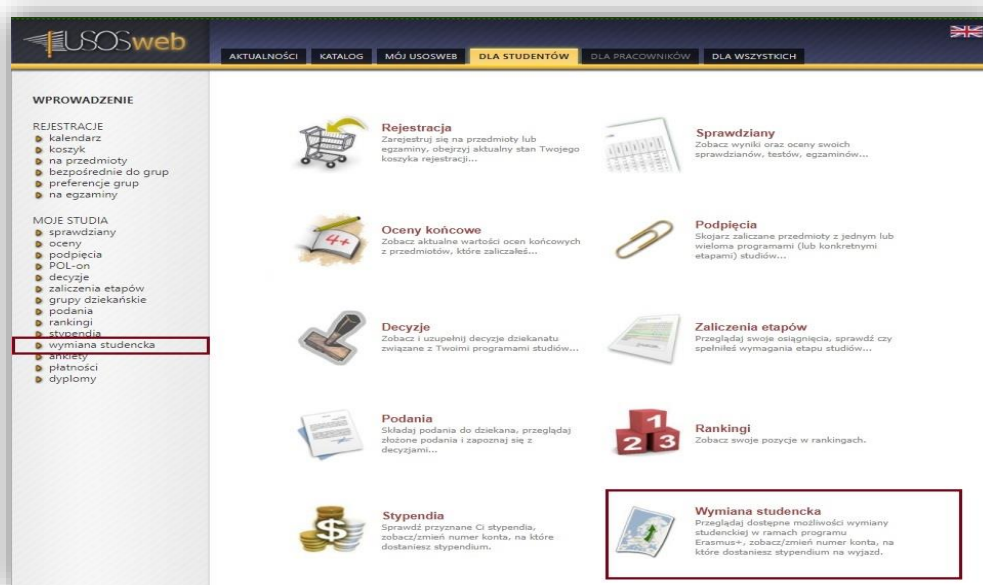 USOSweb
AKTUALNOŚCI KATALOG MÓJ USOSWEB DLA STUDENTÓW DLA PRACOWNIKÓW DLA WSZYSTKICH
WPROWADZENIE
REJESTRACJE
kalendarz
koszyk
na przedmioty
bezpośrednie do grup
preferencje grup
na egzaminy
MOJE STUDIA
sprawdziany
oceny
podpięcia
POL-on
decyzje
zaliczenia etapów
grupy dziekańskie
podania
rankingi
stypendia
wymiana studencka
ankiety
płatności
dyplomy
Rejestracja
Zarejestruj się na przedmioty lub
egzaminy, obejrzyj aktualny stan Twojego
koszyka rejestracji...
Sprawdziany
Zobacz wyniki oraz oceny swoich
sprawdzianów, testów, egzaminów...
4+
Oceny końcowe
Zobacz aktualne wartości ocen końcowych
z przedmiotów, które zaliczałeś...
Podpięcia
Skojarz zaliczane przedmioty z jednym lub
wieloma programami (lub konkretnymi
etapami) studiów...
Decyzje
Zobacz i uzupełnij decyzje dziekanatu
związane z Twoimi programami studiów...
Zaliczenia etapów
Przeglądaj swoje osiągnięcia, sprawdź czy
spełniłeś wymagania etapu studiów...
Podania
Składaj podania do dziekana, przeglądaj
złożone podania i zapoznaj się z
decyzjami...
1
2 3
Rankingi
Zobacz swoje pozycje w rankingach.
$
Stypendia
Sprawdź przyznane Ci stypendia,
zobacz/zmień numer konta, na które
dostaniesz stypendium.
Wymiana studencka
Przeglądaj dostępne możliwości wymiany
studenckiej w ramach programu
Erasmus+, zobacz/zmień numer konta, na
które dostaniesz stypendium na wyjazd.